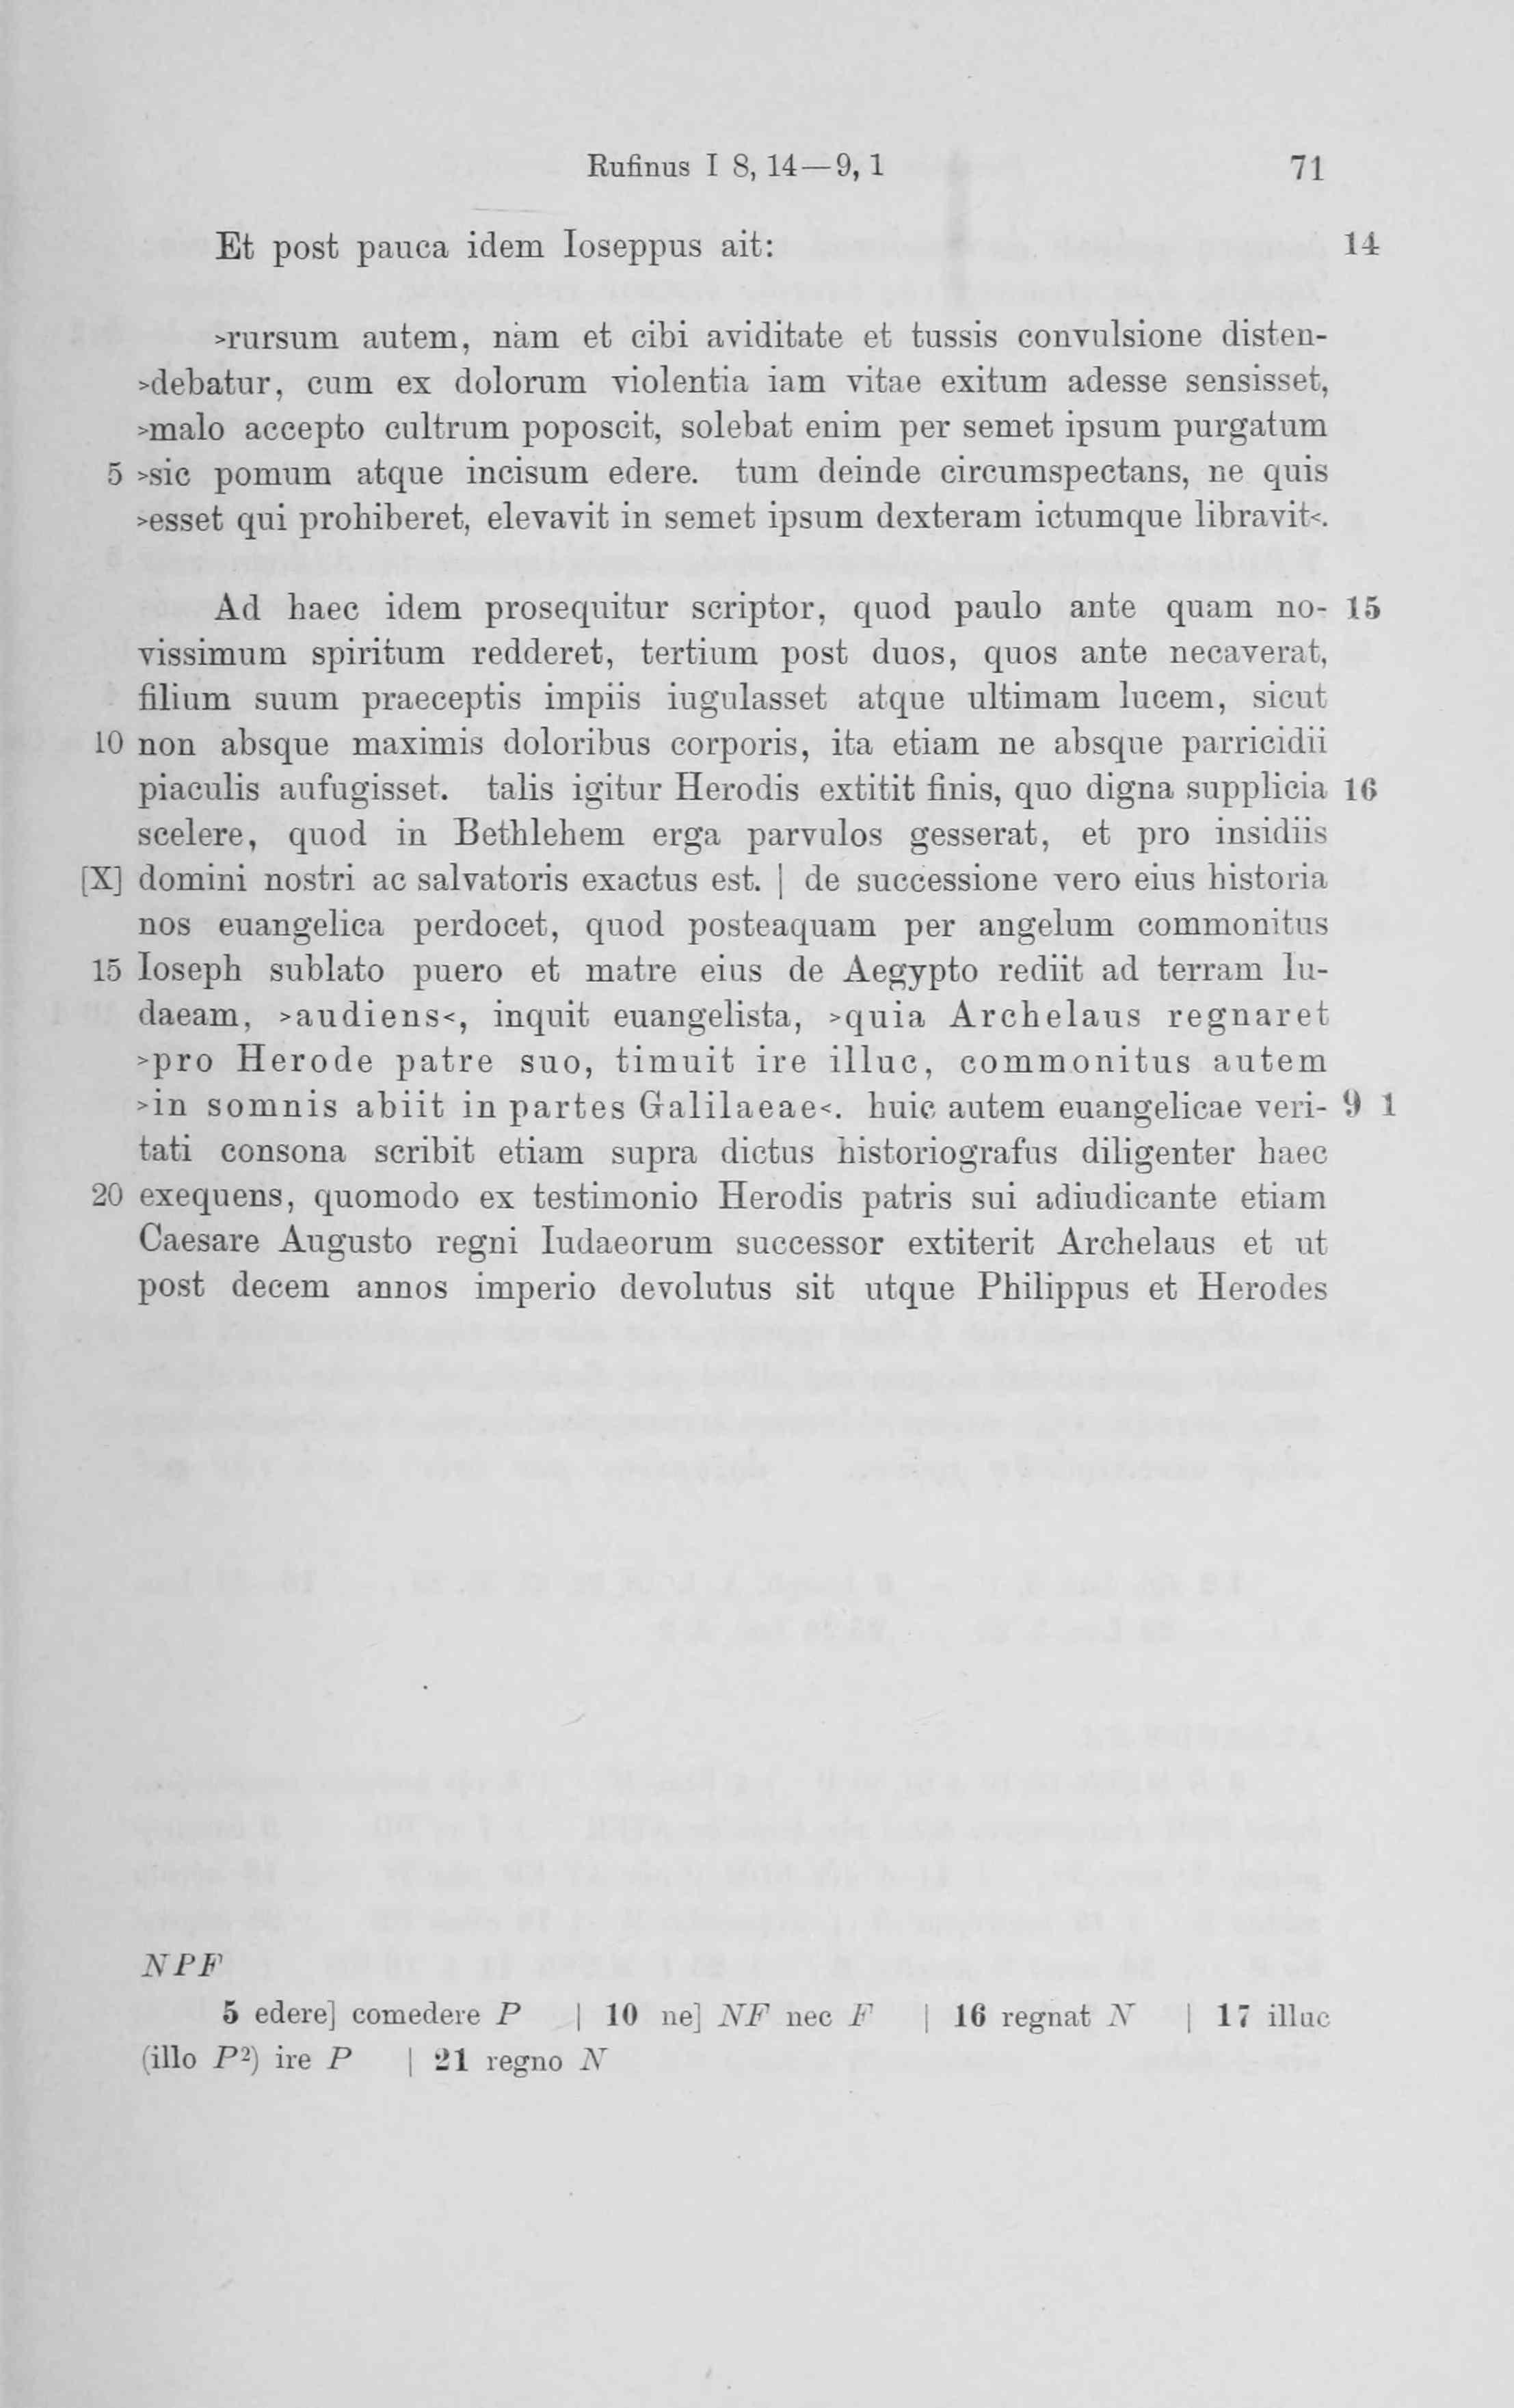 Rufinus I 8, 14—9, 1 71
Et post pauca idem Ioseppus ait: 14
>rursum autem, nam et cibi aviditate et tussis convulsione disten-
>debatur, cum ex dolorum violentia iam vitae exitum adesse sensisset,
>malo accepto cultrum poposcit, solebat enim per semet ipsum purgatum
5 >sic pomum atque incisum edere. tum deinde circumspectans, ne quis
>esset qui prohiberet, elevavit in semet ipsum dexteram ictumque libravit<.
Ad haec idem prosequitur scriptor, quod paulo ante quam no- 15
vissimum spiritum redderet, tertium post duos, quos ante necaverat,
filium suum praeceptis impiis iugulasset atque ultimam lucem, sicut
10 non absque maximis doloribus corporis, ita etiam ne absque parricidii
piaculis aufugisset. talis igitur Herodis extitit finis, quo digna supplicia 16
scelere, quod in Bethlehem erga parvulos gesserat, et pro insidiis
[X] domini nostri ac salvatoris exactus est. | de successione vero eius historia
nos euangelica perdocet, quod posteaquam per angelum commonitus
15 Ioseph sublato puero et matre eius de Aegypto rediit ad terram Iu-
daeam, >audiens<, inquit euangelista, >quia Archelaus regnaret
>pro Herode patre suo, timuit ire illuc, commonitus autem
>in somnis abiit in partes Galilaeae<. huic autem euangelicae veri- 9 1
tati consona scribit etiam supra dictus historiografus diligenter haec
20 exequens, quomodo ex testimonio Herodis patris sui adiudicante etiam
Caesare Augusto regni Iudaeorum successor extiterit Archelaus et ut
post decem annos imperio devolutus sit utque Philippus et Herodes
NPF
5 edere] comedere P | 10 ne] NF nec F | 16 regnat N | 17 illuc
(illo P²) ire P | 21 regno N